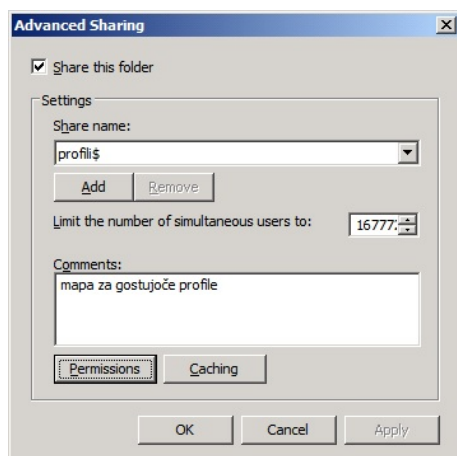 Advanced Sharing
Share this folder
Settings
Share name:
profili$
Add Remove
Limit the number of simultaneous users to: 16777
Comments:
mapa za gostujoče profile
Permissions Caching
OK Cancel Apply